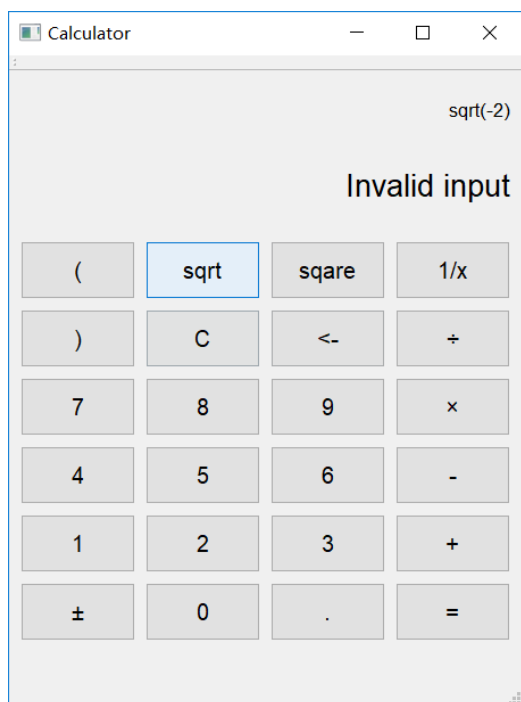 Calculator
sqrt(-2)
Invalid input
( sqrt sqare 1/x
) C <- ÷
7 8 9 ×
4 5 6 -
1 2 3 +
± 0 . =